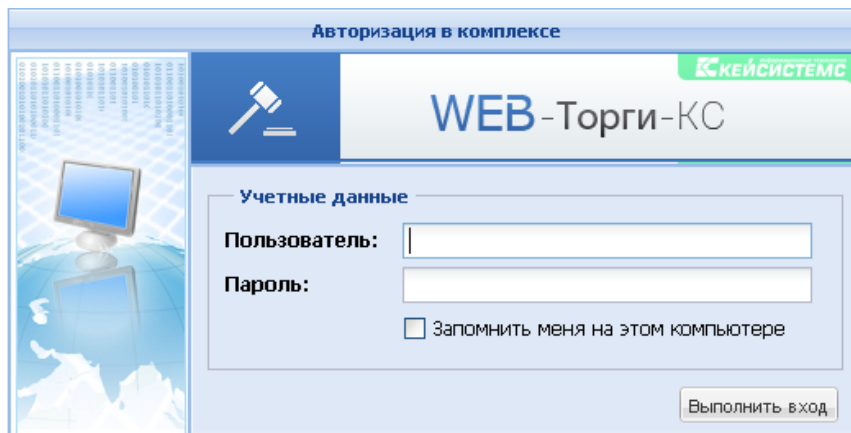 Авторизация в комплексе
КЕЙСИСТЕМС
WEB-Торги-КС
Учетные данные
Пользователь:
Пароль:
Запомнить меня на этом компьютере
Выполнить вход